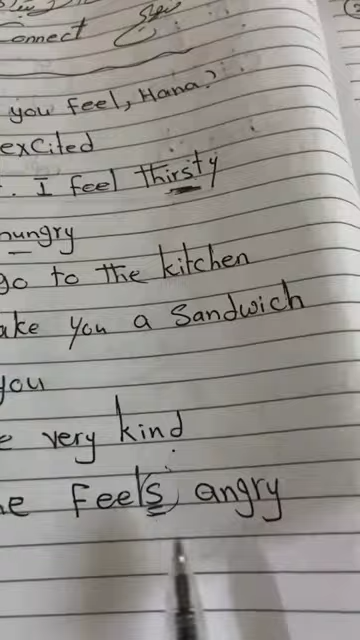 connect
you feel, Hana?
excited
. I feel thirsty
hungry
go to the kitchen
ake you a sandwich
you
e very kind
e feels angry